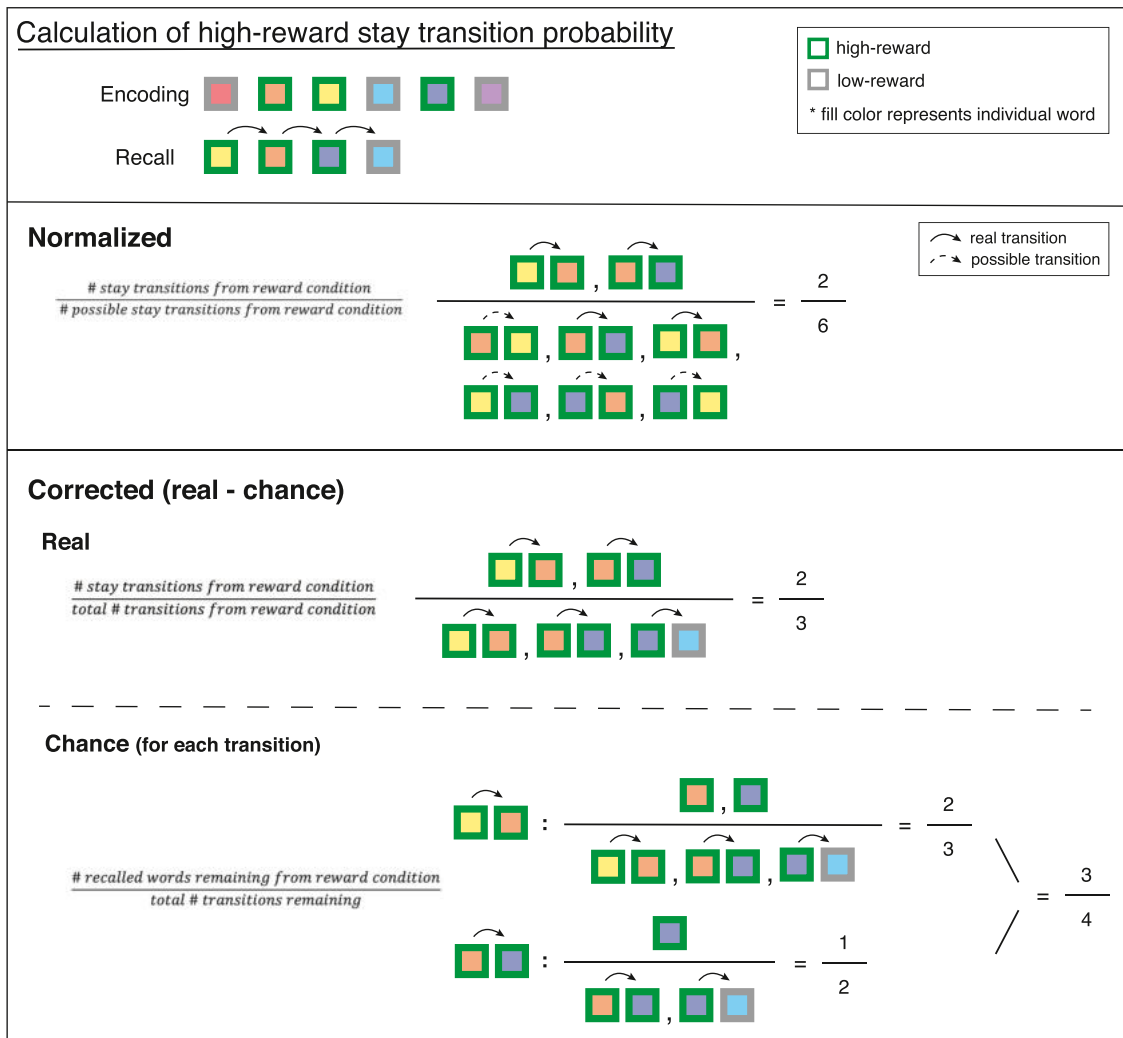 Calculation of high-reward stay transition probability
high-reward
low-reward
* fill color represents individual word
Encoding
Recall
Normalized
real transition
possible transition
# stay transitions from reward condition
# possible stay transitions from reward condition
, = 2
6
, , ,
, ,
Corrected (real - chance)
Real
# stay transitions from reward condition
total # transitions from reward condition
, = 2
3
, ,
Chance (for each transition)
: , = 2
3
, ,
# recalled words remaining from reward condition
total # transitions remaining
= 3
4
: = 1
2
,